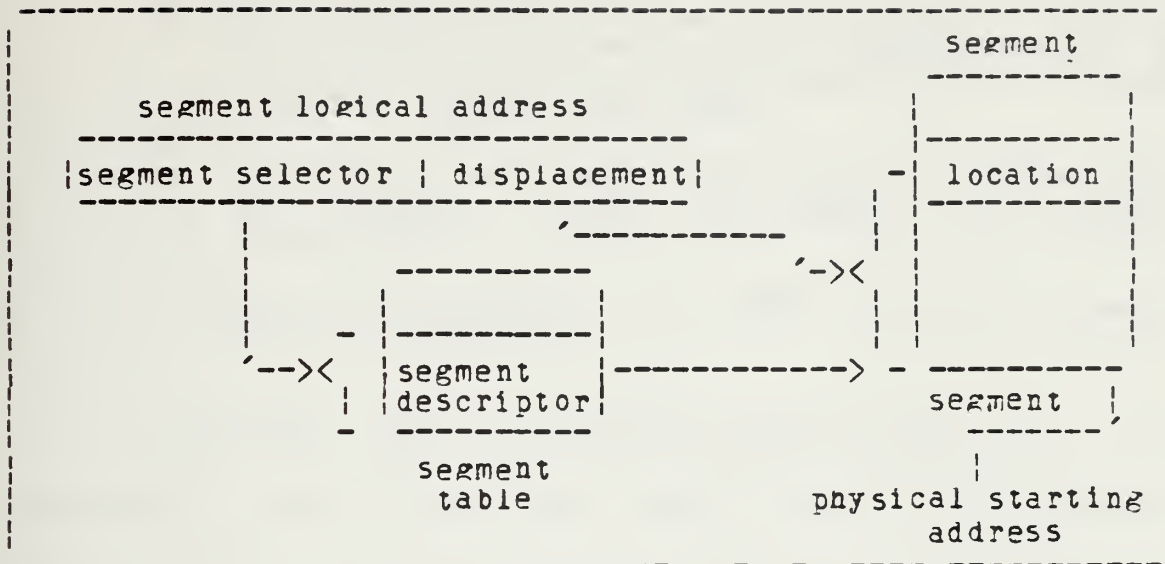 segment
segment logical address
segment selector | displacement
location
segment
descriptor
segment
segment
table
physical starting
address